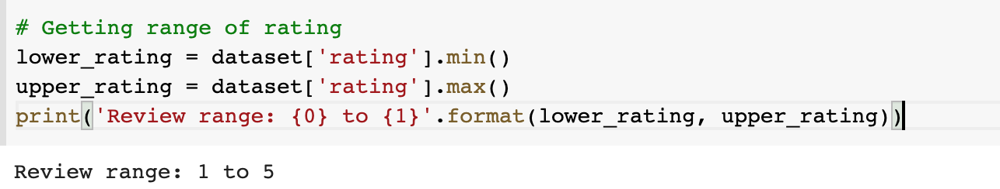 # Getting range of rating
lower_rating = dataset['rating'].min()
upper_rating = dataset['rating'].max()
print('Review range: {0} to {1}'.format(lower_rating, upper_rating))
Review range: 1 to 5